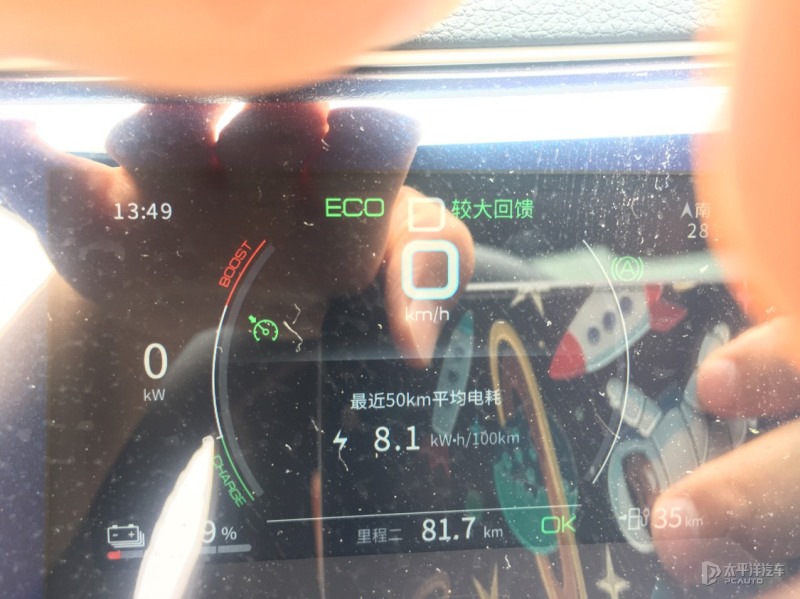 13:49
ECO
较大回馈
南
28
BOOST
0
km/h
0
kW
最近50km平均电耗
8.1 kW·h/100km
CHARGE
9 %
里程二 81.7 km
OK
35 km
太平洋汽车
PCAUTO